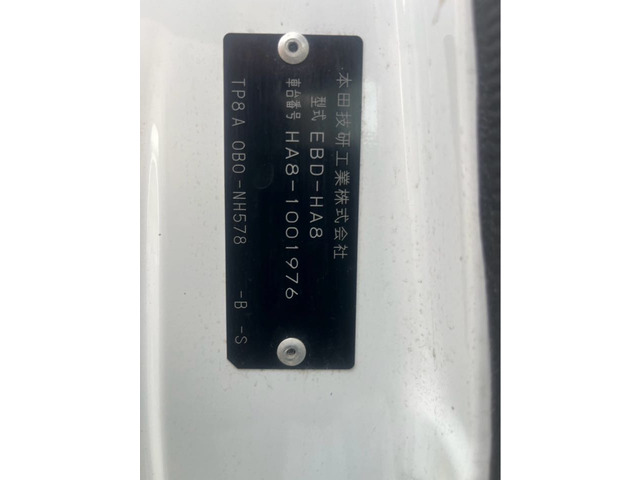 本田技研工業株式会社
型式 EBD-HA8
車台番号 HA8-1001976
TP8A 0B0-NH578 -B -S